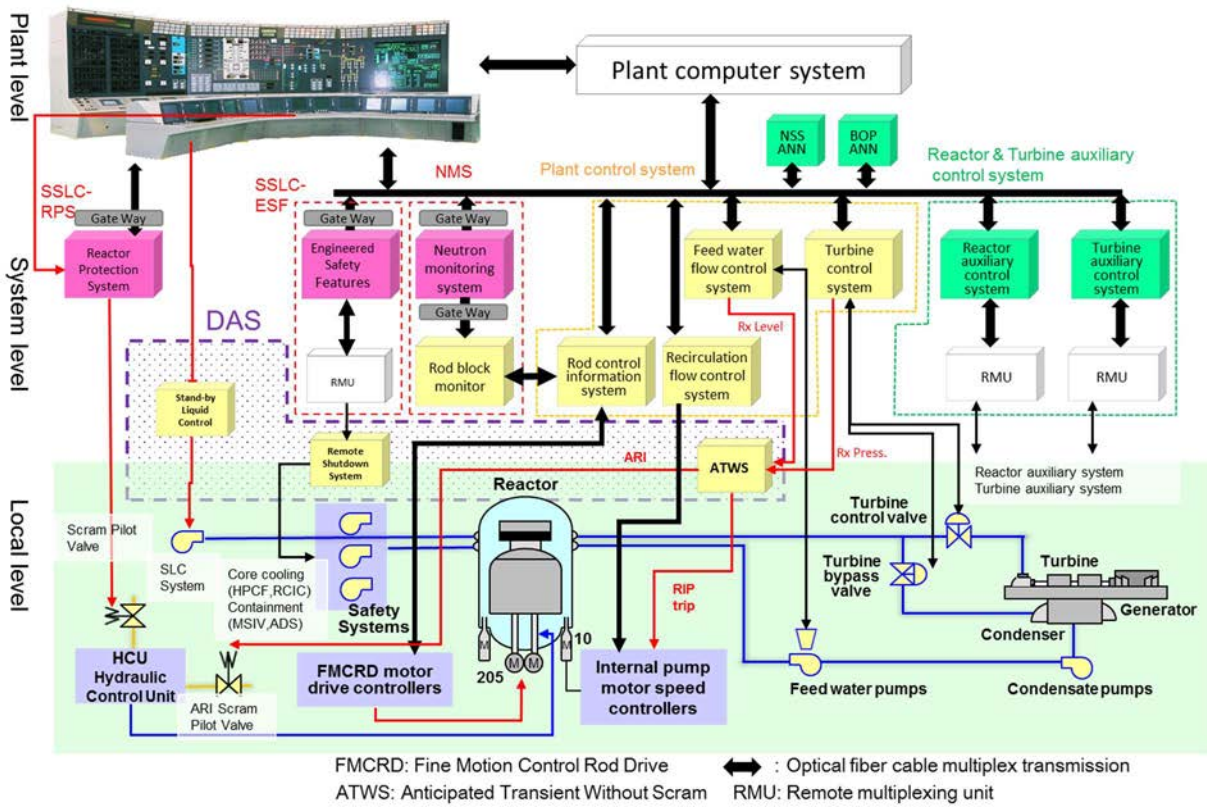 Plant level
System level
Local level
Plant computer system
NSS
ANN
BOP
ANN
Reactor & Turbine auxiliary
control system
Plant control system
NMS
SSLC-
RPS
SSLC-
ESF
Gate Way
Gate Way
Gate Way
Reactor
Protection
System
Engineered
Safety
Features
Neutron
monitoring
system
Gate Way
Feed water
flow control
system
Turbine
control
system
Reactor
auxiliary
control
system
Turbine
auxiliary
control
system
DAS
Rx Level
Stand-by
Liquid
Control
RMU
Rod block
monitor
Rod control
information
system
Recirculation
flow control
system
RMU
RMU
Remote
Shutdown
System
ARI
ATWS
Rx Press.
Reactor auxiliary system
Turbine auxiliary system
Reactor
Turbine
control valve
Scram Pilot
Valve
SLC
System
Core cooling
(HPCF,RCIC)
Containment
(MSIV,ADS)
Safety
Systems
RIP
trip
Turbine
bypass
valve
Turbine
Generator
Condenser
HCU
Hydraulic
Control Unit
ARI Scram
Pilot Valve
FMCRD motor
drive controllers
M
205
M
M
M
10
Internal pump
motor speed
controllers
Feed water pumps
Condensate pumps
FMCRD: Fine Motion Control Rod Drive
: Optical fiber cable multiplex transmission
ATWS: Anticipated Transient Without Scram
RMU: Remote multiplexing unit